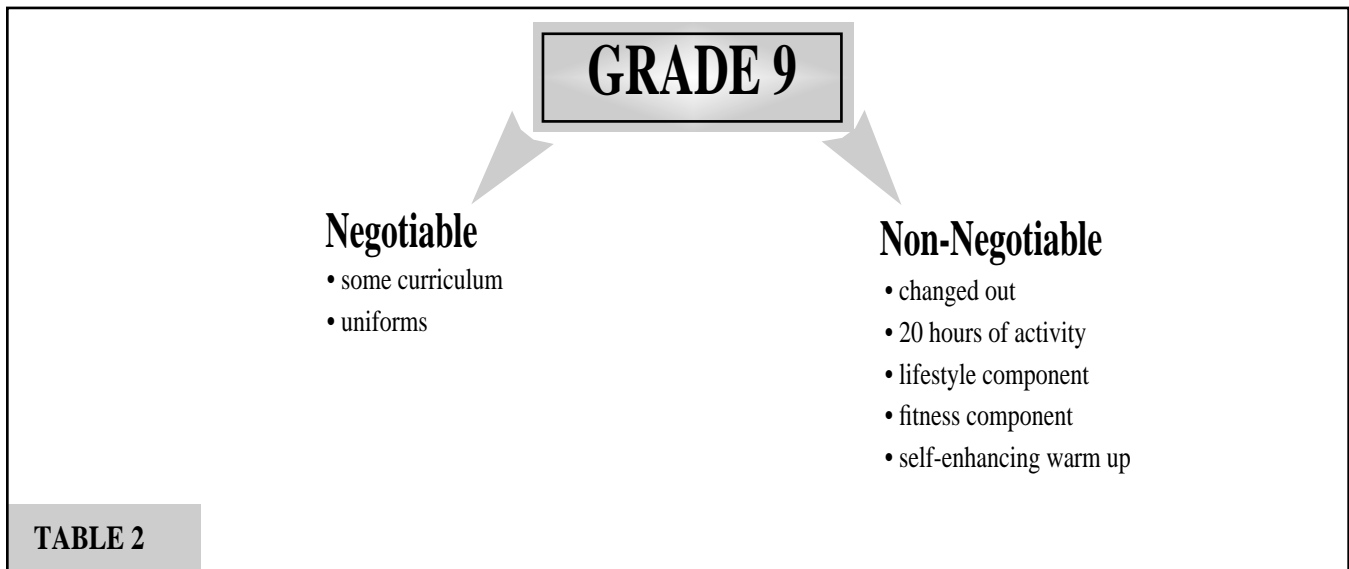 GRADE 9
Negotiable
• some curriculum
• uniforms
Non-Negotiable
• changed out
• 20 hours of activity
• lifestyle component
• fitness component
• self-enhancing warm up
TABLE 2